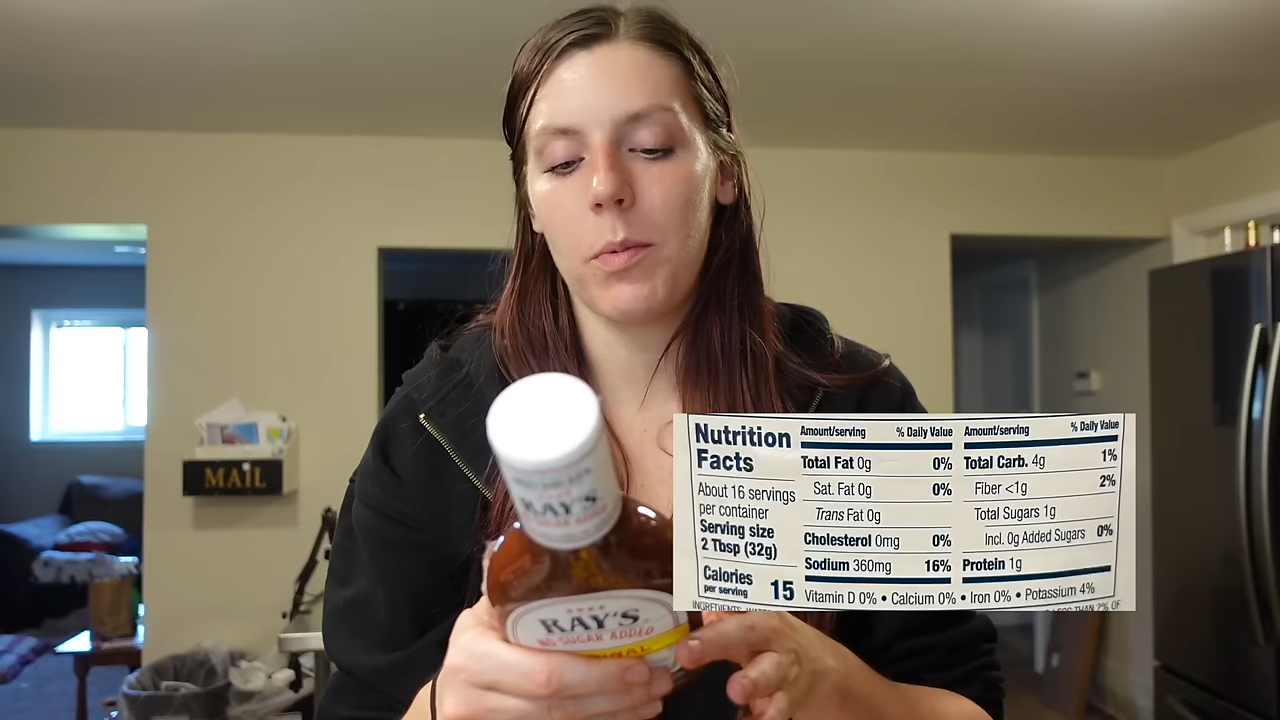 MAIL
RAY'S
NO SUGAR ADDED
RAY'S
NO SUGAR ADDED
Nutrition
Facts
About 16 servings
per container
Serving size
2 Tbsp (32g)
Calories
per serving 15
Amount/serving % Daily Value
Total Fat 0g 0%
Sat. Fat 0g 0%
Trans Fat 0g
Cholesterol 0mg 0%
Sodium 360mg 16%
Amount/serving % Daily Value
Total Carb. 4g 1%
Fiber <1g 2%
Total Sugars 1g
Incl. 0g Added Sugars 0%
Protein 1g
Vitamin D 0% • Calcium 0% • Iron 0% • Potassium 4%